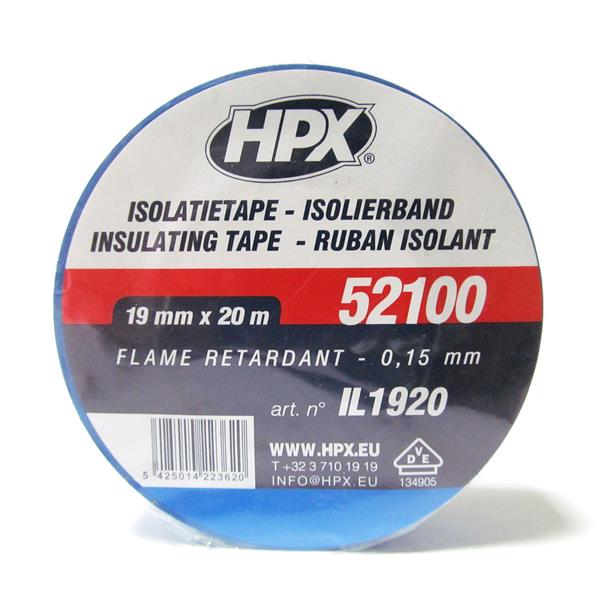 HPX®
ISOLATIETAPE - ISOLIERBAND
INSULATING TAPE - RUBAN ISOLANT
52100
19 mm x 20 m
FLAME RETARDANT - 0,15 mm
art. n° IL1920
WWW.HPX.EU
T +32 3 710 19 19
INFO@HPX.EU
5 425014 223620
VDE
134905